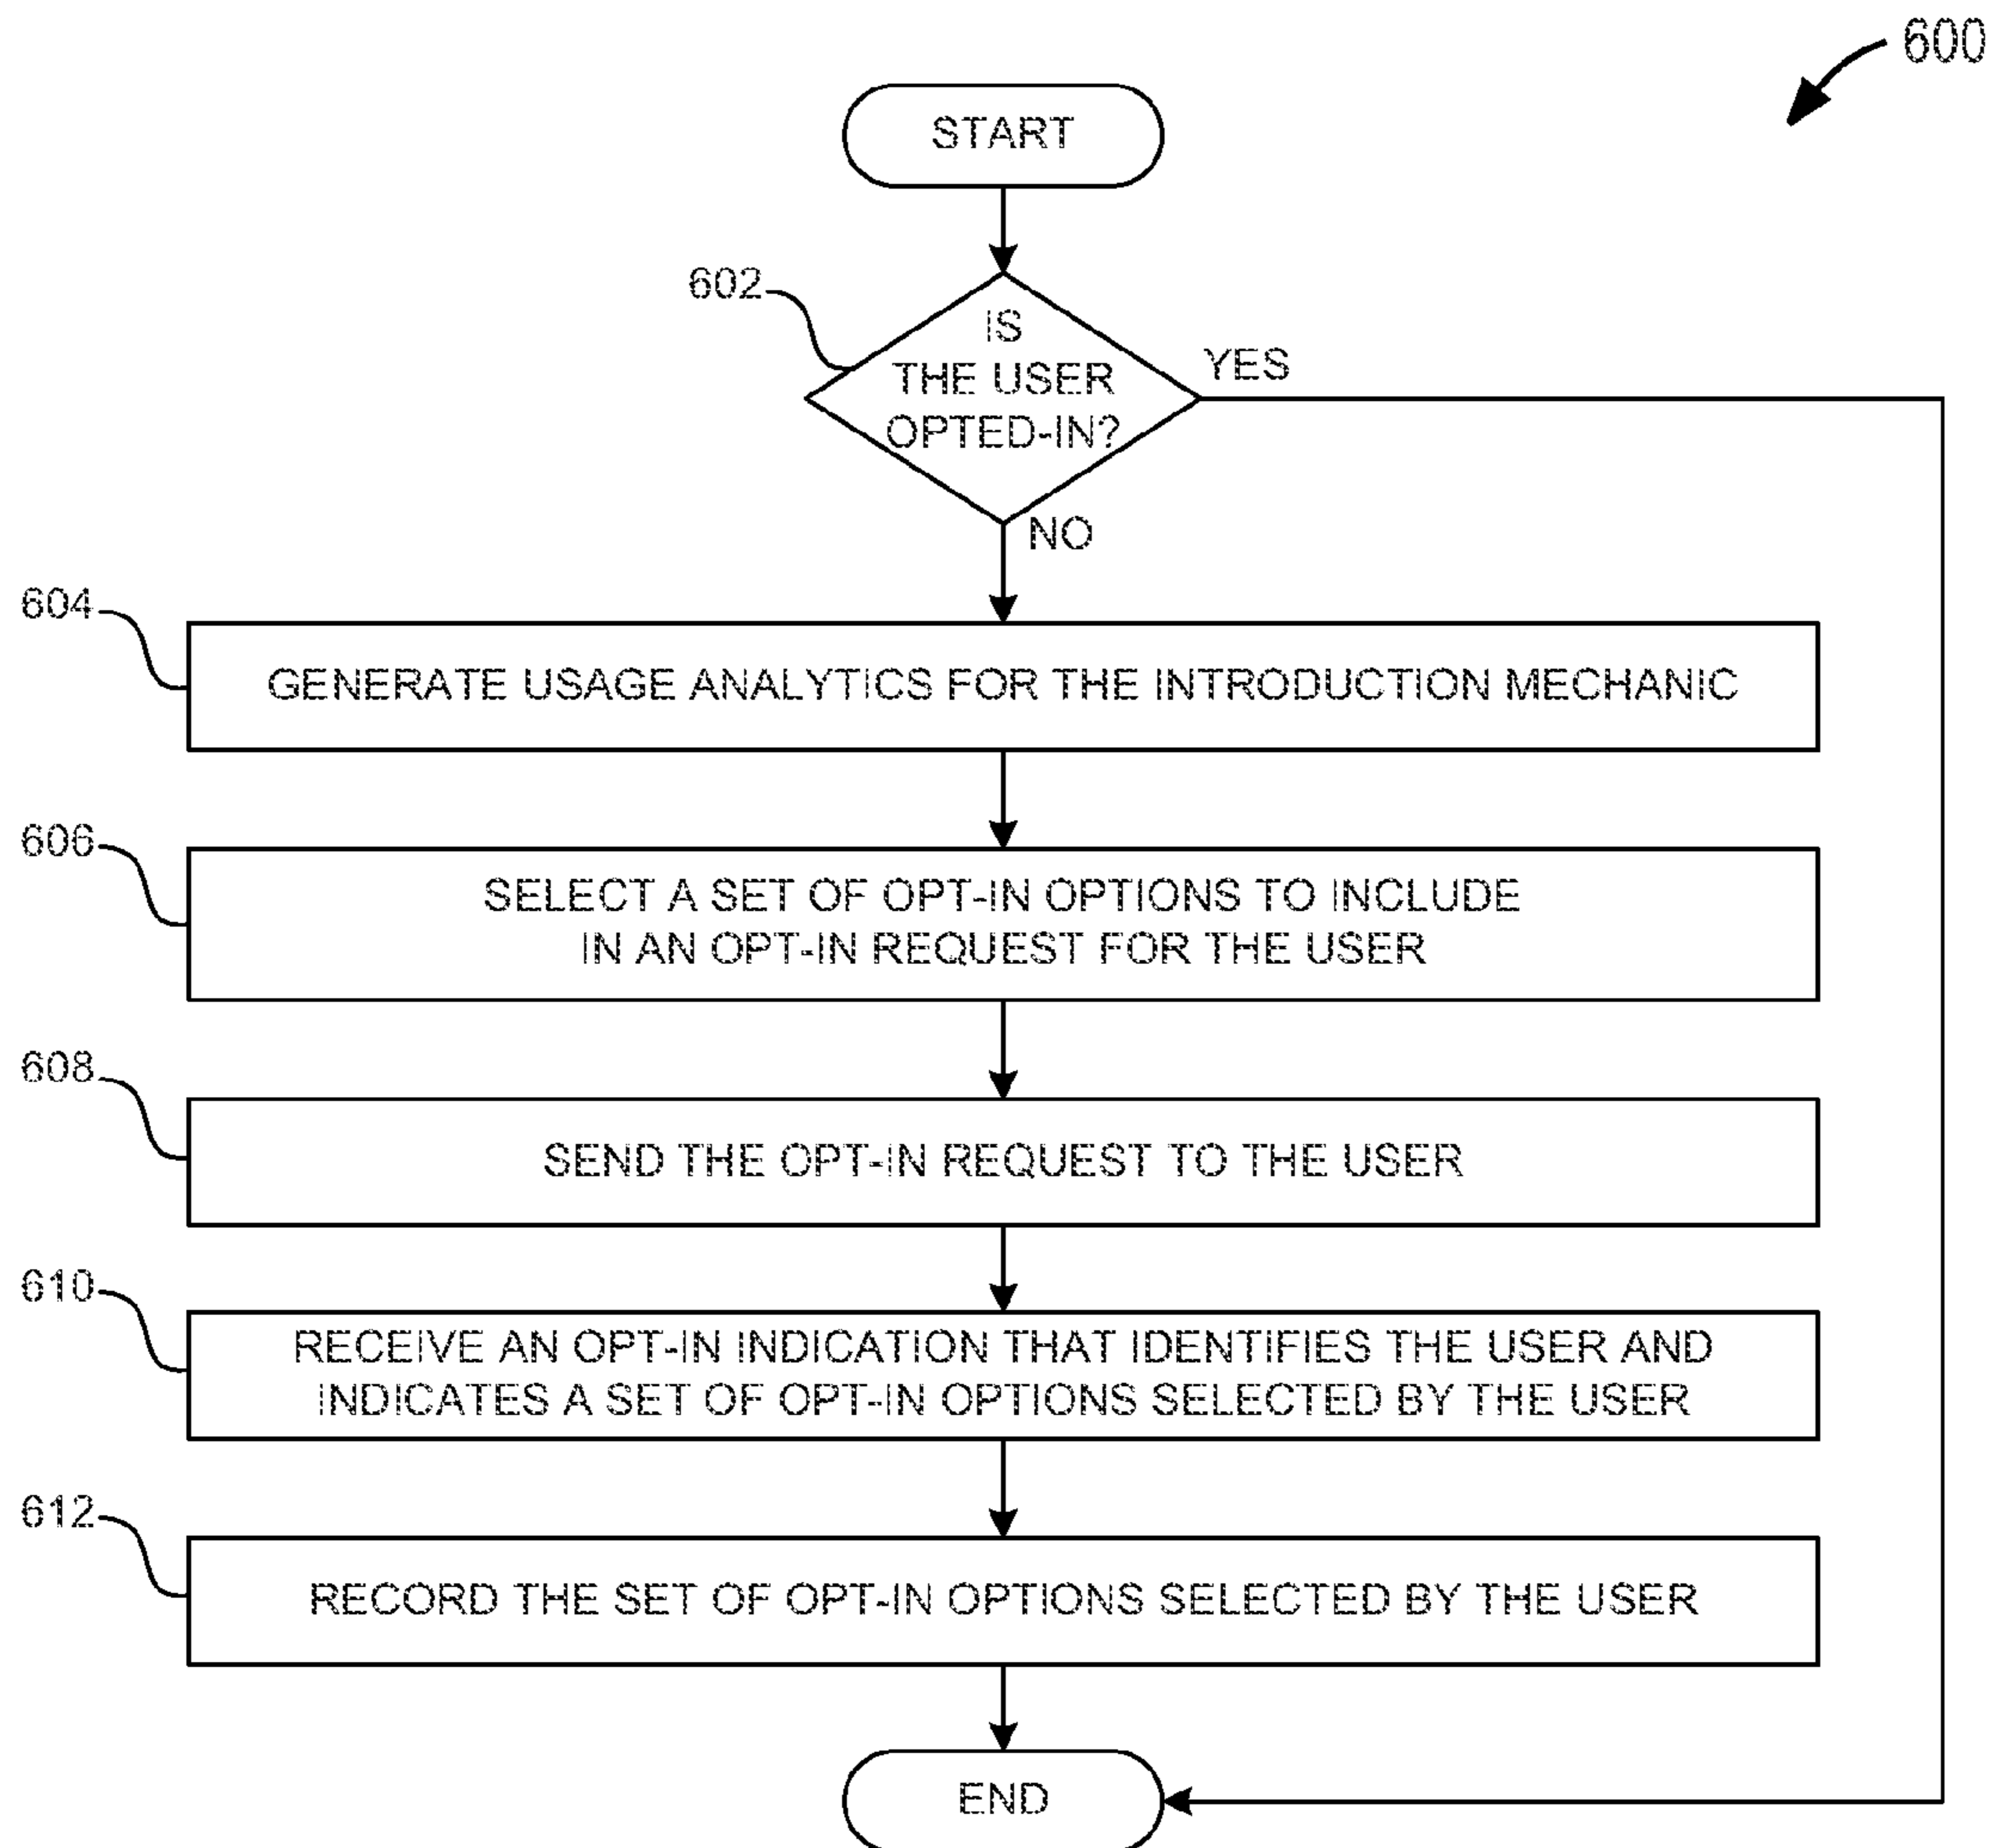 600
START
602
IS
THE USER
OPTED-IN?
YES
NO
604
GENERATE USAGE ANALYTICS FOR THE INTRODUCTION MECHANIC
606
SELECT A SET OF OPT-IN OPTIONS TO INCLUDE
IN AN OPT-IN REQUEST FOR THE USER
608
SEND THE OPT-IN REQUEST TO THE USER
610
RECEIVE AN OPT-IN INDICATION THAT IDENTIFIES THE USER AND
INDICATES A SET OF OPT-IN OPTIONS SELECTED BY THE USER
612
RECORD THE SET OF OPT-IN OPTIONS SELECTED BY THE USER
END